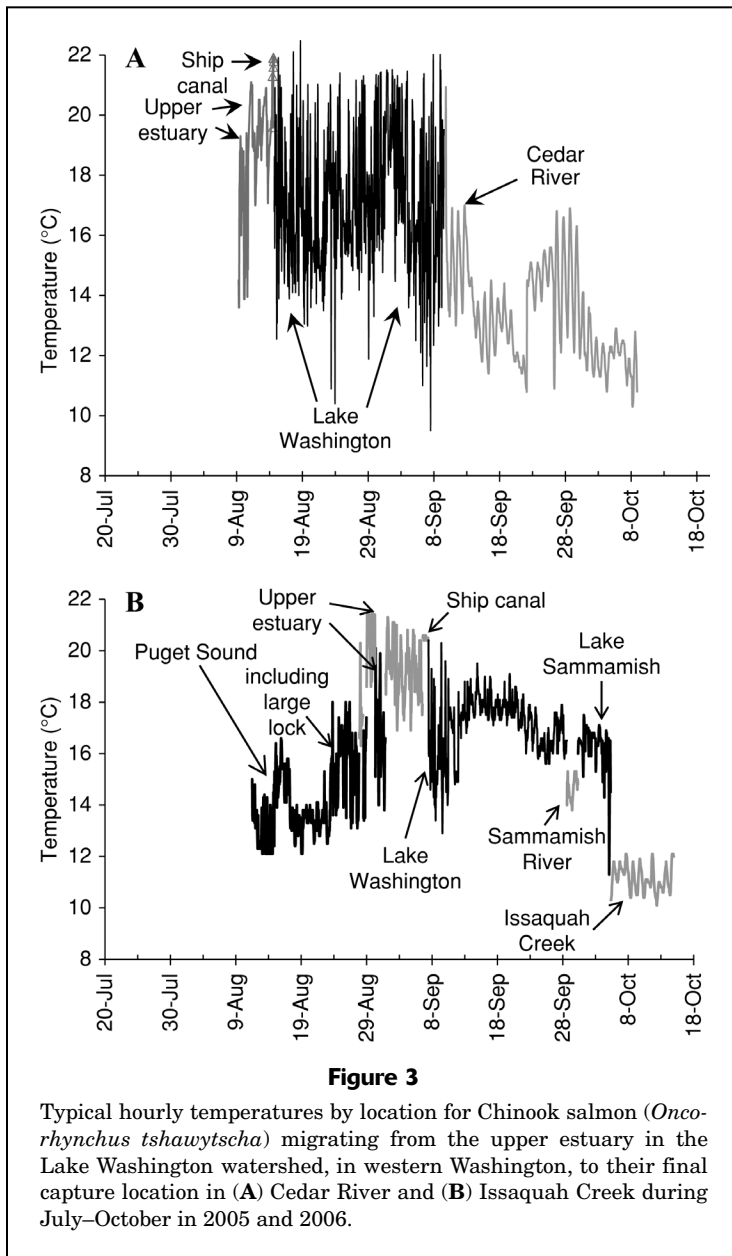 A
Ship
canal
Upper
estuary
Cedar
River
Lake
Washington
Temperature (°C)
22
20
18
16
14
12
10
8
20-Jul
30-Jul
9-Aug
19-Aug
29-Aug
8-Sep
18-Sep
28-Sep
8-Oct
18-Oct
B
Upper
estuary
Ship canal
Puget Sound
including
large
lock
Lake
Sammamish
Lake
Washington
Sammamish
River
Issaquah
Creek
Temperature (°C)
22
20
18
16
14
12
10
8
20-Jul
30-Jul
9-Aug
19-Aug
29-Aug
8-Sep
18-Sep
28-Sep
8-Oct
18-Oct
Figure 3
Typical hourly temperatures by location for Chinook salmon (Onco-
rhynchus tshawytscha) migrating from the upper estuary in the
Lake Washington watershed, in western Washington, to their final
capture location in (A) Cedar River and (B) Issaquah Creek during
July–October in 2005 and 2006.